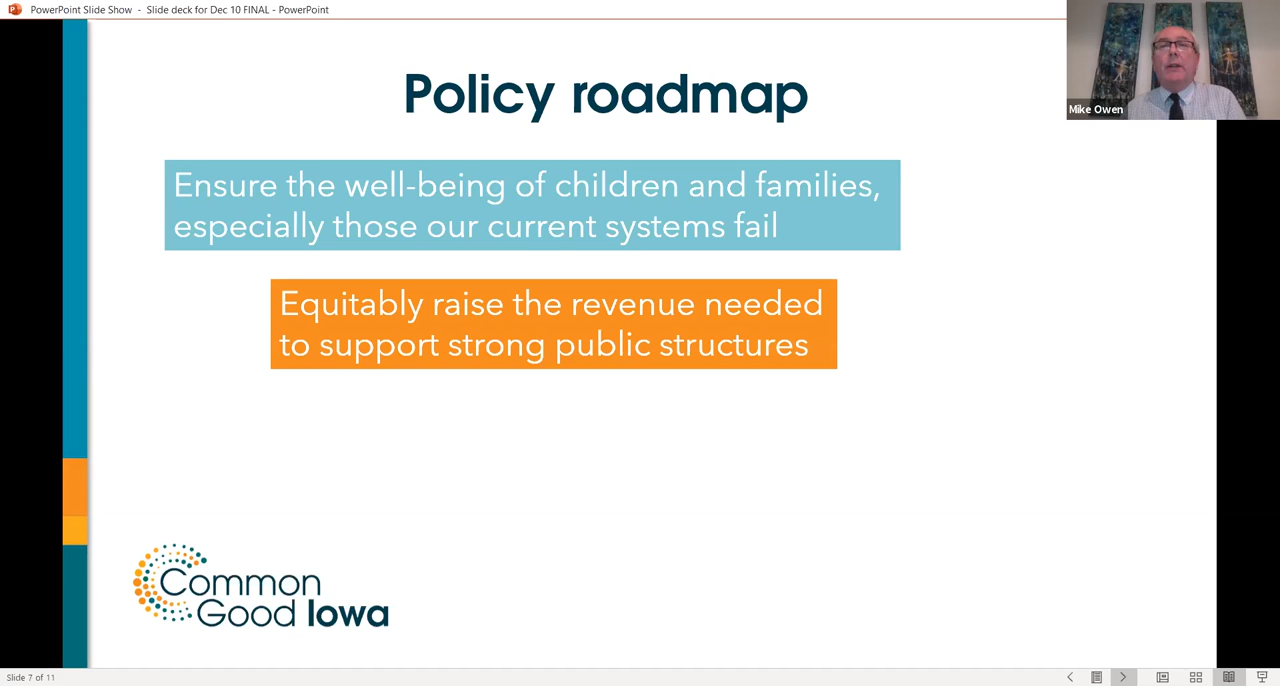 PowerPoint Slide Show - Slide deck for Dec 10 FINAL - PowerPoint
Policy roadmap
Mike Owen
Ensure the well-being of children and families,
especially those our current systems fail
Equitably raise the revenue needed
to support strong public structures
Common
Good Iowa
Slide 7 of 11